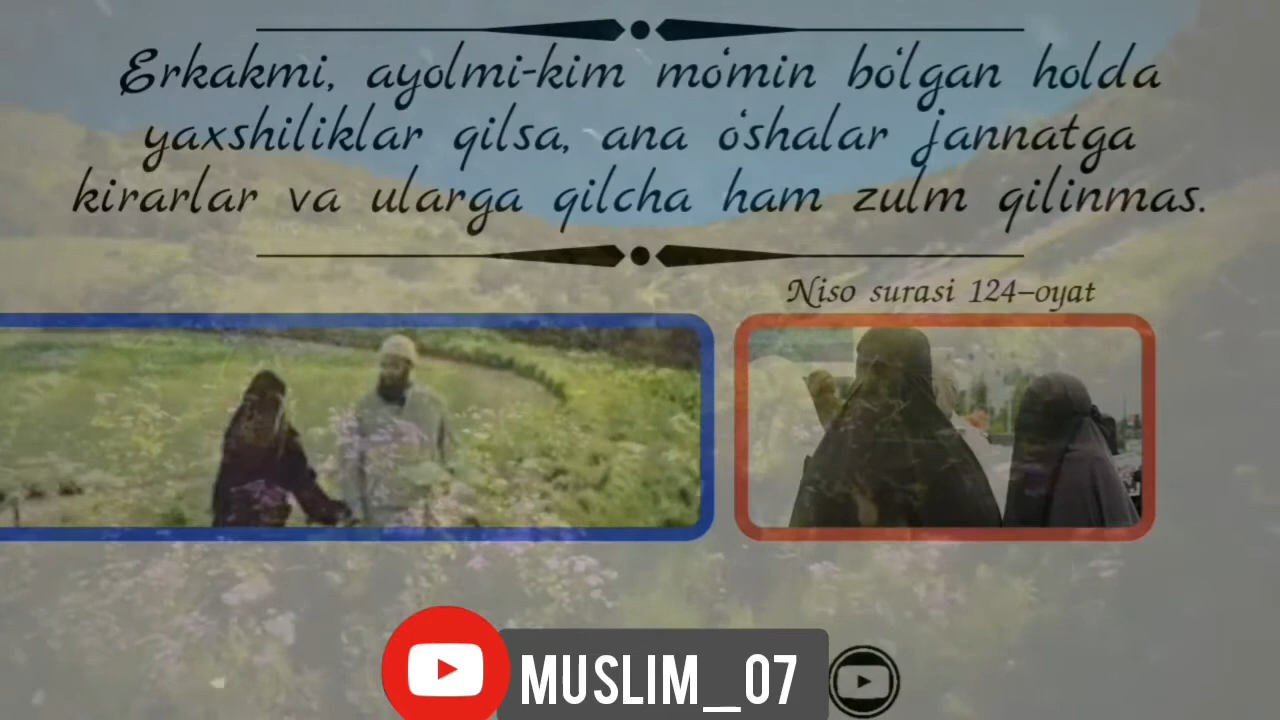 Erkakmi, ayolmi-kim mo‘min bo‘lgan holda
yaxshiliklar qilsa, ana o‘shalar jannatga
kirarlar va ularga qilcha ham zulm qilinmas.
Niso surasi 124–oyat
MUSLIM_07